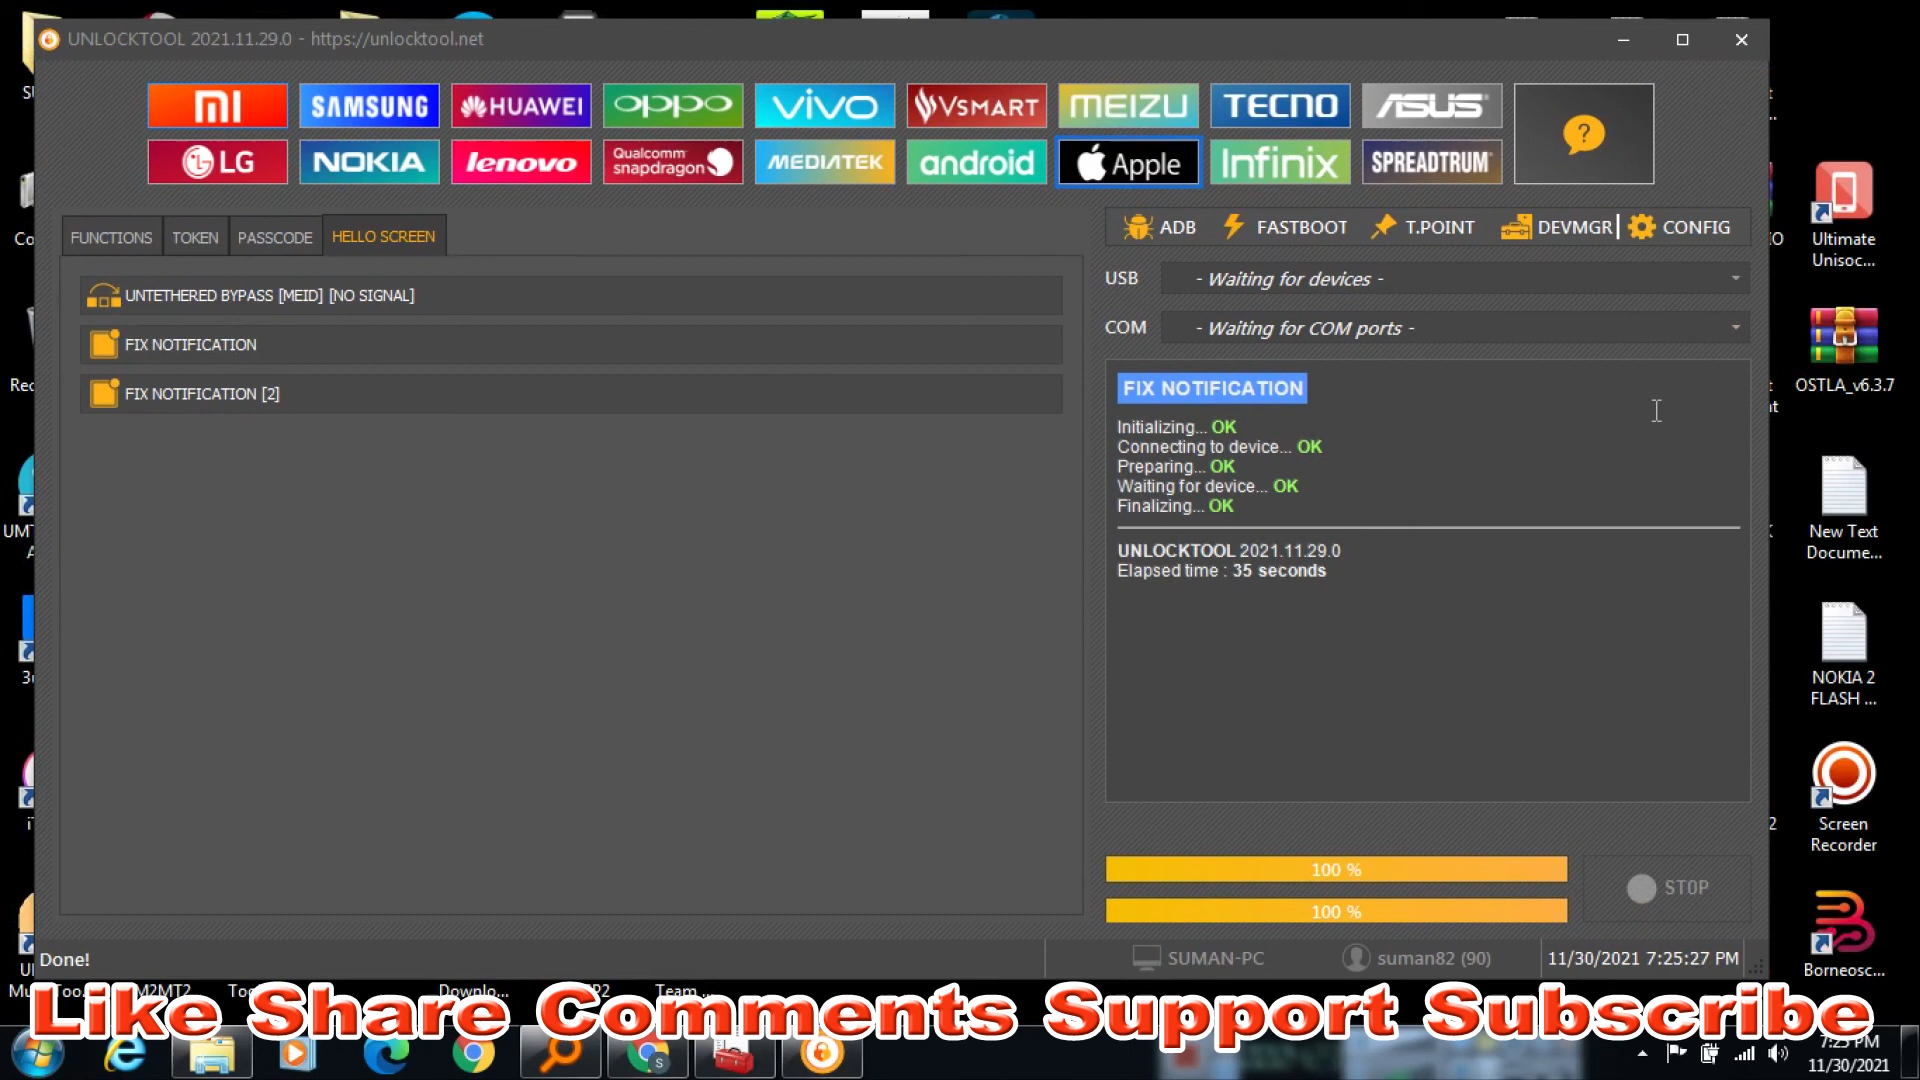 UNLOCKTOOL 2021.11.29.0 - https://unlocktool.net
mi SAMSUNG HUAWEI oppo vivo VSMART MEIZU TECNO ASUS ?
LG NOKIA lenovo Qualcomm snapdragon MEDIATEK android Apple Infinix SPREADTRUM
FUNCTIONS TOKEN PASSCODE HELLO SCREEN
ADB FASTBOOT T.POINT DEVMGR CONFIG
UNTETHERED BYPASS [MEID] [NO SIGNAL]
FIX NOTIFICATION
FIX NOTIFICATION [2]
USB - Waiting for devices -
COM - Waiting for COM ports -
FIX NOTIFICATION
Initializing... OK
Connecting to device... OK
Preparing... OK
Waiting for device... OK
Finalizing... OK
UNLOCKTOOL 2021.11.29.0
Elapsed time : 35 seconds
100 %
100 %
STOP
Done!
SUMAN-PC suman82 (90) 11/30/2021 7:25:27 PM
Ultimate
Unisoc...
OSTLA_v6.3.7
New Text
Docume...
NOKIA 2
FLASH ...
Screen
Recorder
Borneosc...
Downlo...
Team ...
Like Share Comments Support Subscribe
7:25 PM
11/30/2021